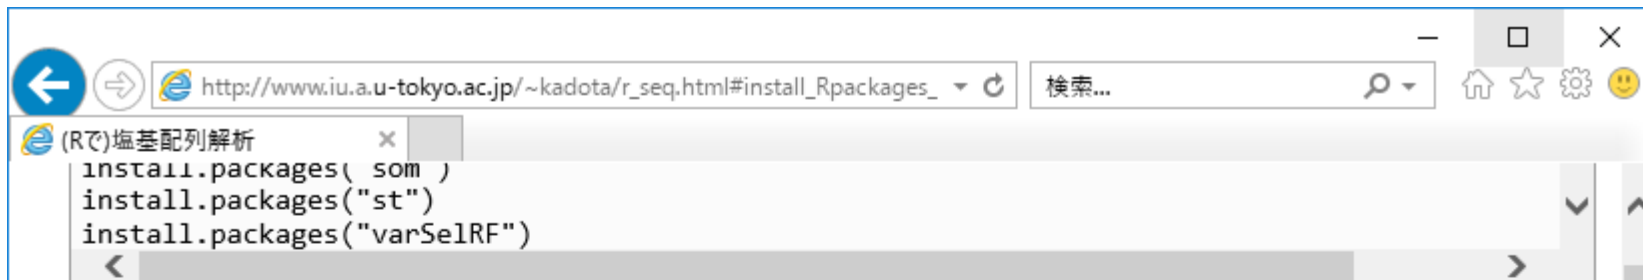 http://www.iu.a.u-tokyo.ac.jp/~kadota/r_seq.html#install_Rpackages_
検索...
(Rで)塩基配列解析
install.packages("som")
install.packages("st")
install.packages("varSelRF")